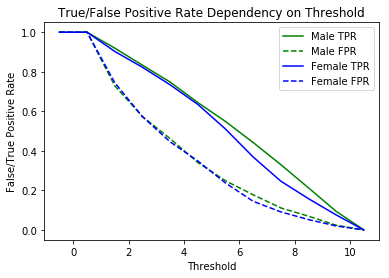 True/False Positive Rate Dependency on Threshold
Male TPR
Male FPR
Female TPR
Female FPR
False/True Positive Rate
1.0
0.8
0.6
0.4
0.2
0.0
0 2 4 6 8 10
Threshold